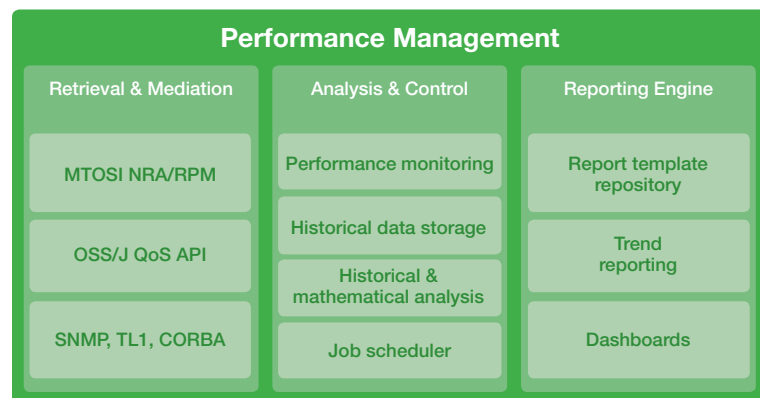 Performance Management
Retrieval & Mediation
MTOSI NRA/RPM
OSS/J QoS API
SNMP, TL1, CORBA
Analysis & Control
Performance monitoring
Historical data storage
Historical &
mathematical analysis
Job scheduler
Reporting Engine
Report template
repository
Trend
reporting
Dashboards